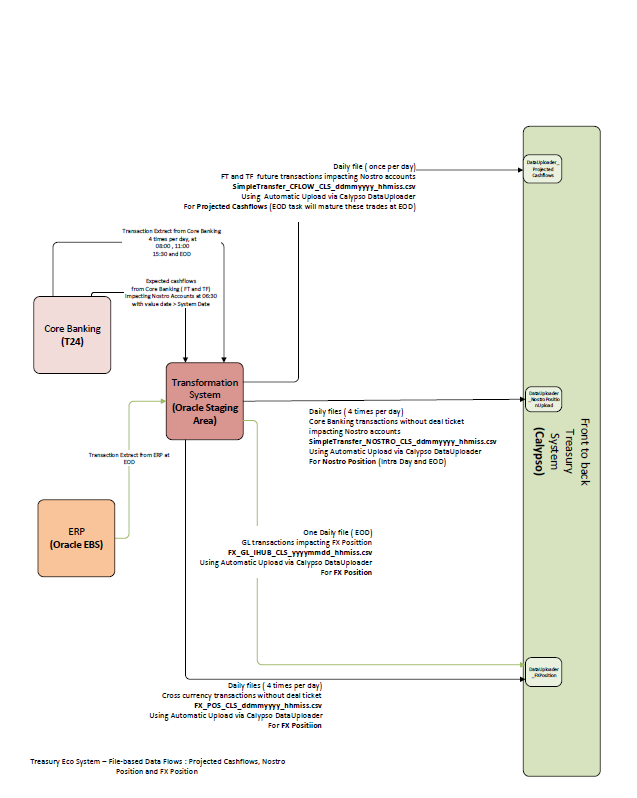 Daily file ( once per day)
FT and TF future transactions impacting Nostro accounts
SimpleTransfer_CFLOW_CLS_ddmmyyyy_hhmiss.csv
Using Automatic Upload via Calypso DataUploader
For Projected Cashflows (EOD task will mature these trades at EOD)
DataUploader_
Projected
Cashflows
Transaction Extract from Core Banking
4 times per day, at
08:00 , 11:00
15:30 and EOD
Expected cashflows
from Core Banking ( FT and TF)
impacting Nostro Accounts at 06:30
with value date > System Date
Core Banking
(T24)
Transformation
System
(Oracle Staging
Area)
DataUploader
_NostroPositio
nUpload
Daily files ( 4 times per day)
Core Banking transactions without deal ticket
impacting Nostro accounts
SimpleTransfer_NOSTRO_CLS_ddmmyyyy_hhmiss.csv
Using Automatic Upload via Calypso DataUploader
For Nostro Position (Intra Day and EOD)
Front to back
Treasury
System
(Calypso)
Transaction Extract from ERP at
EOD
ERP
(Oracle EBS)
One Daily file ( EOD)
GL transactions impacting FX Posittion
FX_GL_IHUB_CLS_yyyymmdd_hhmiss.csv
Using Automatic Upload via Calypso DataUploader
For FX Position
DataUploader
_FXPosition
Daily files ( 4 times per day)
Cross currency transactions without deal ticket
FX_POS_CLS_ddmmyyyy_hhmiss.csv
Using Automatic Upload via Calypso DataUploader
For FX Positiion
Treasury Eco System – File-based Data Flows : Projected Cashflows, Nostro
Position and FX Position